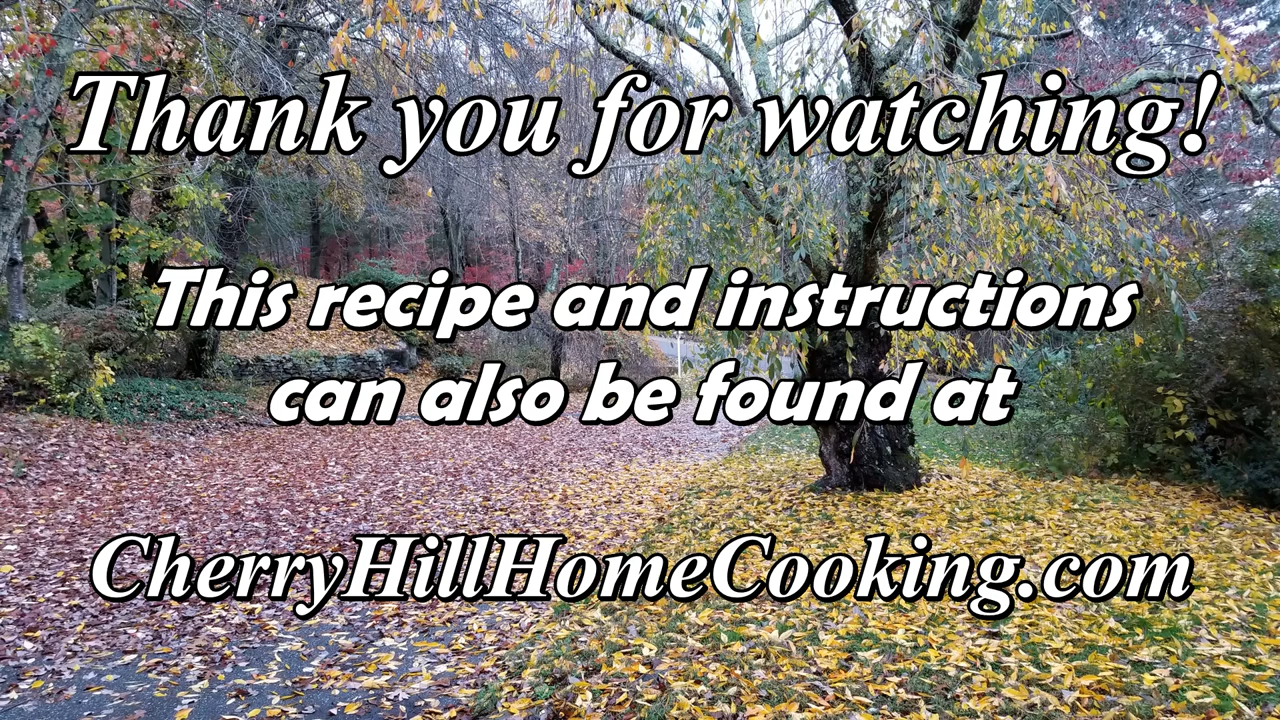 Thank you for watching!
This recipe and instructions
can also be found at
CherryHillHomeCooking.com